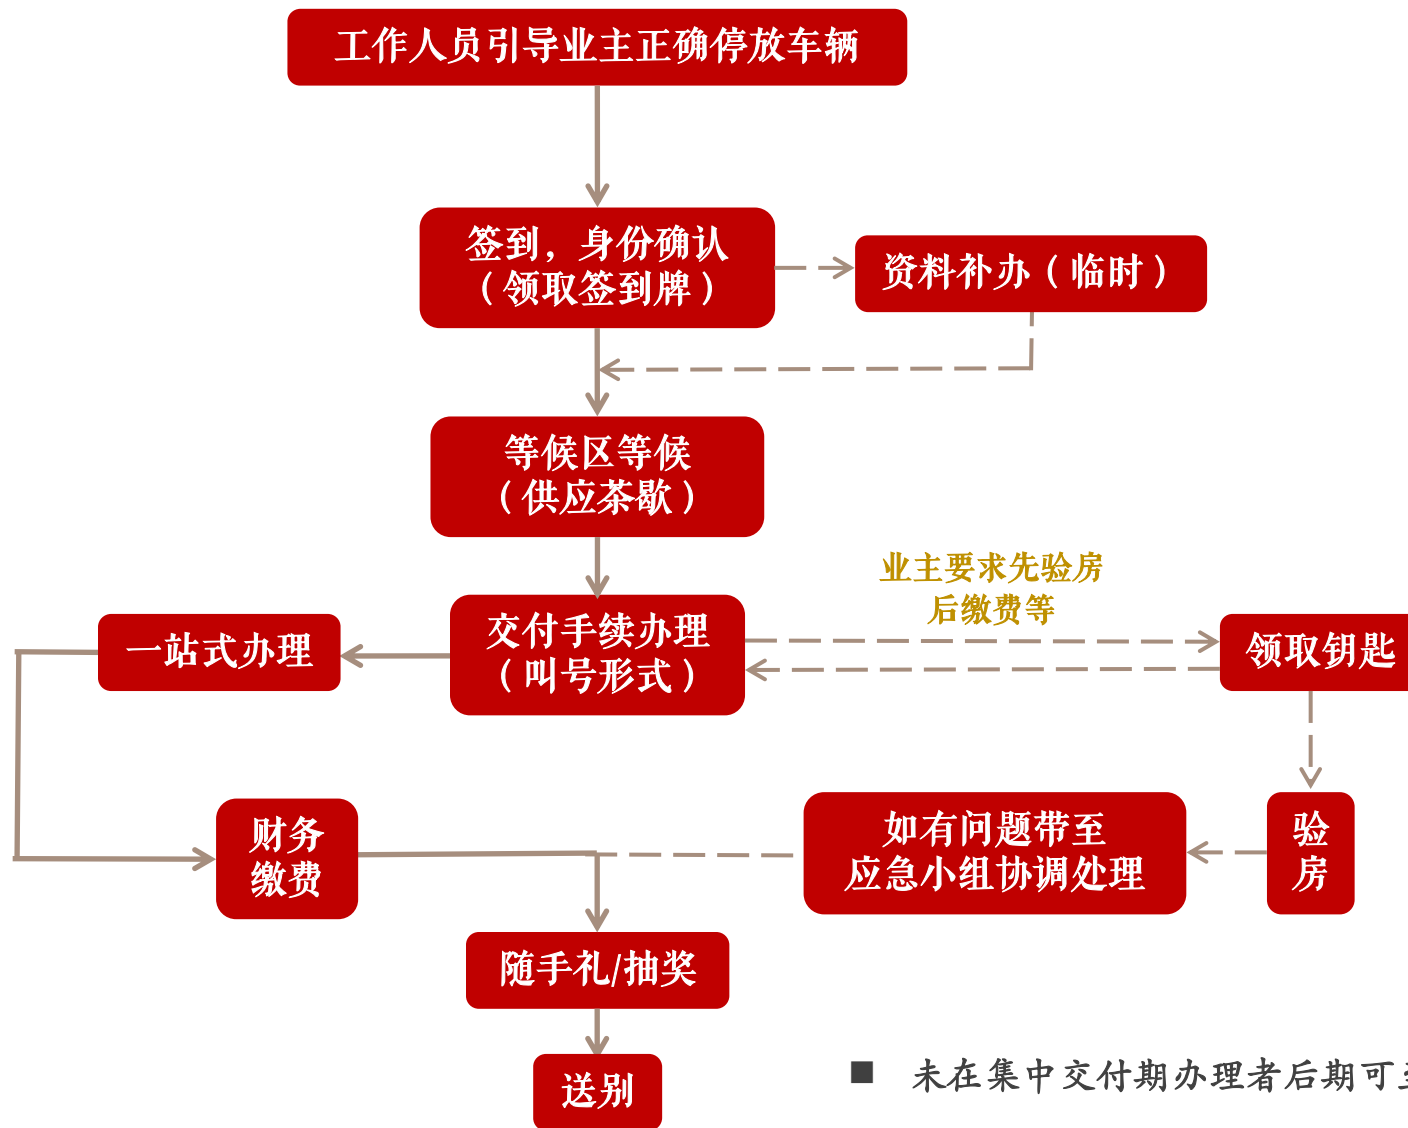 工作人员引导业主正确停放车辆
签到，身份确认
（领取签到牌）
资料补办（临时）
等候区等候
（供应茶歇）
业主要求先验房
后缴费等
一站式办理
交付手续办理
（叫号形式）
领取钥匙
财务
缴费
如有问题带至
应急小组协调处理
验
房
随手礼/抽奖
送别
■ 未在集中交付期办理者后期可